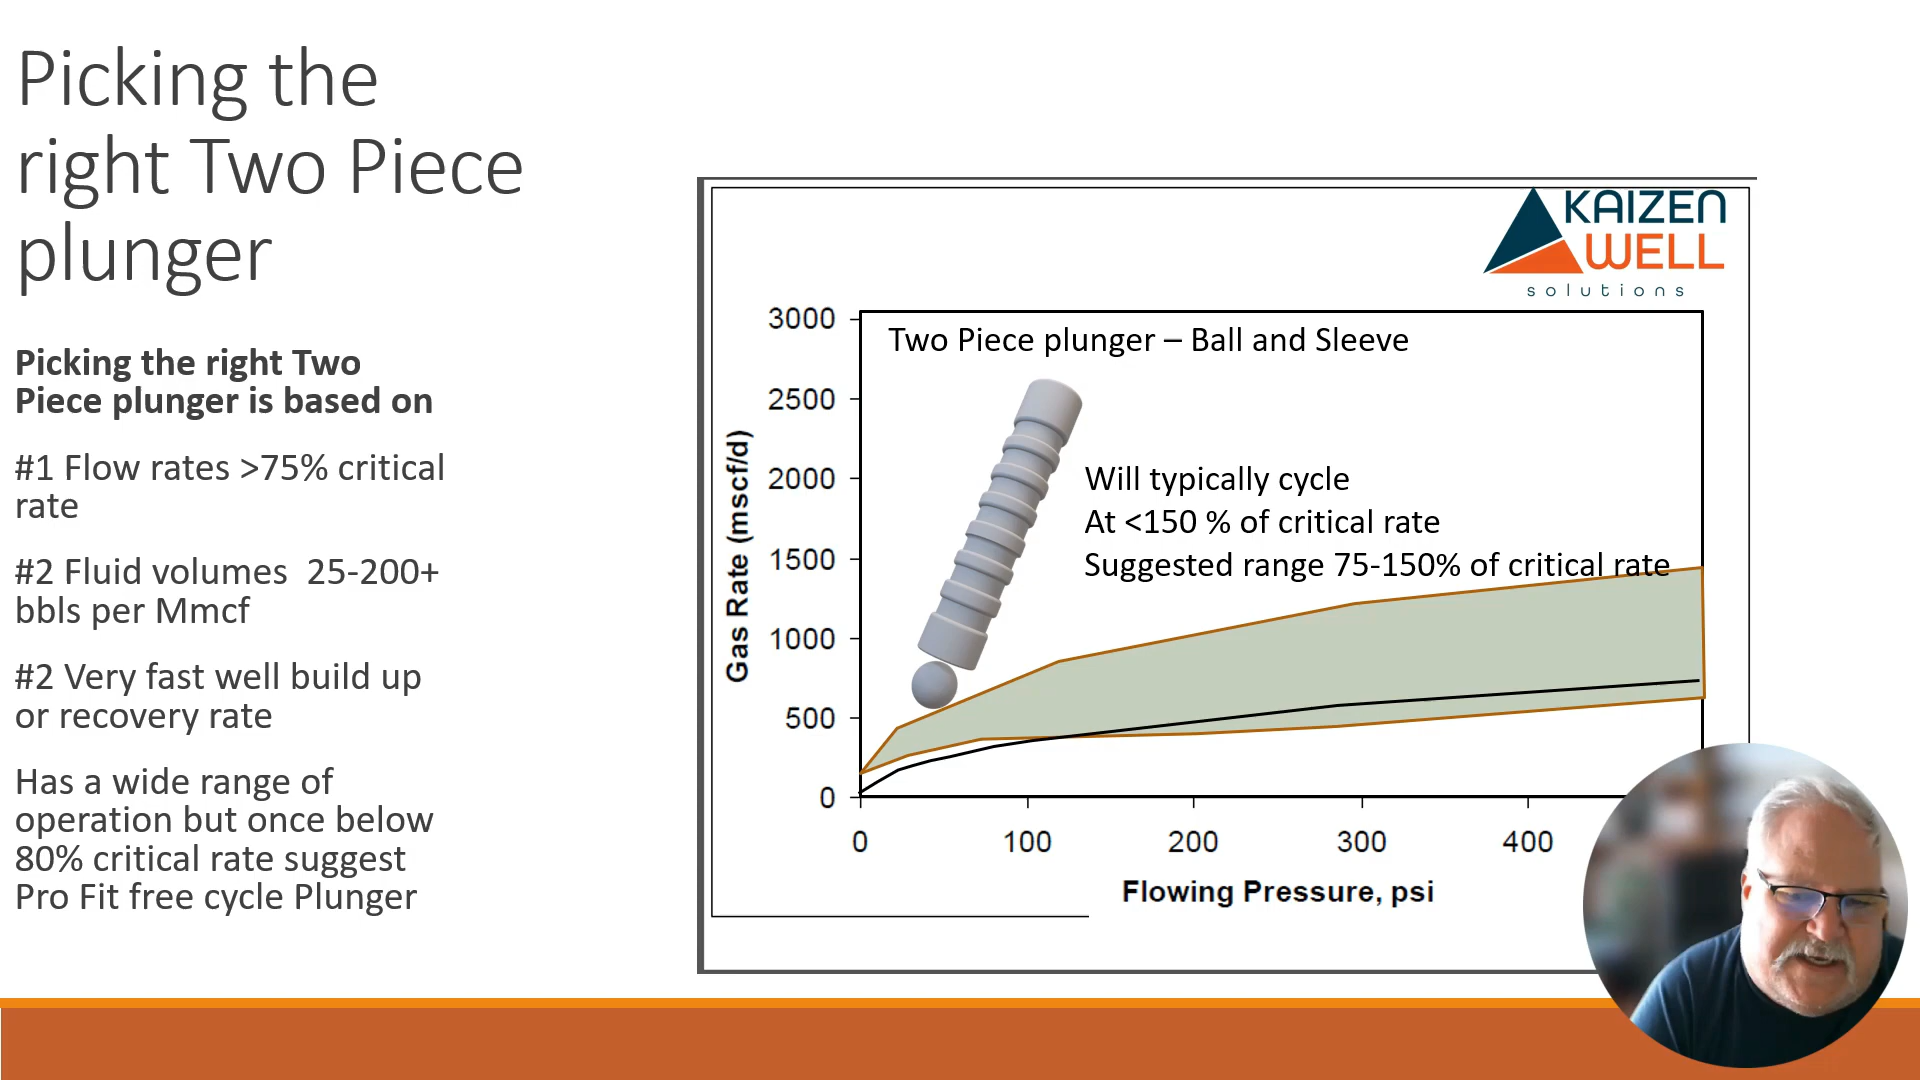 Picking the
right Two Piece
plunger
Picking the right Two
Piece plunger is based on
#1 Flow rates >75% critical
rate
#2 Fluid volumes  25-200+
bbls per Mmcf
#2 Very fast well build up
or recovery rate
Has a wide range of
operation but once below
80% critical rate suggest
Pro Fit free cycle Plunger
KAIZEN
WELL
solutions
Two Piece plunger – Ball and Sleeve
Will typically cycle
At <150 % of critical rate
Suggested range 75-150% of critical rate
Gas Rate (mscf/d)
3000
2500
2000
1500
1000
500
0
0 100 200 300 400
Flowing Pressure, psi